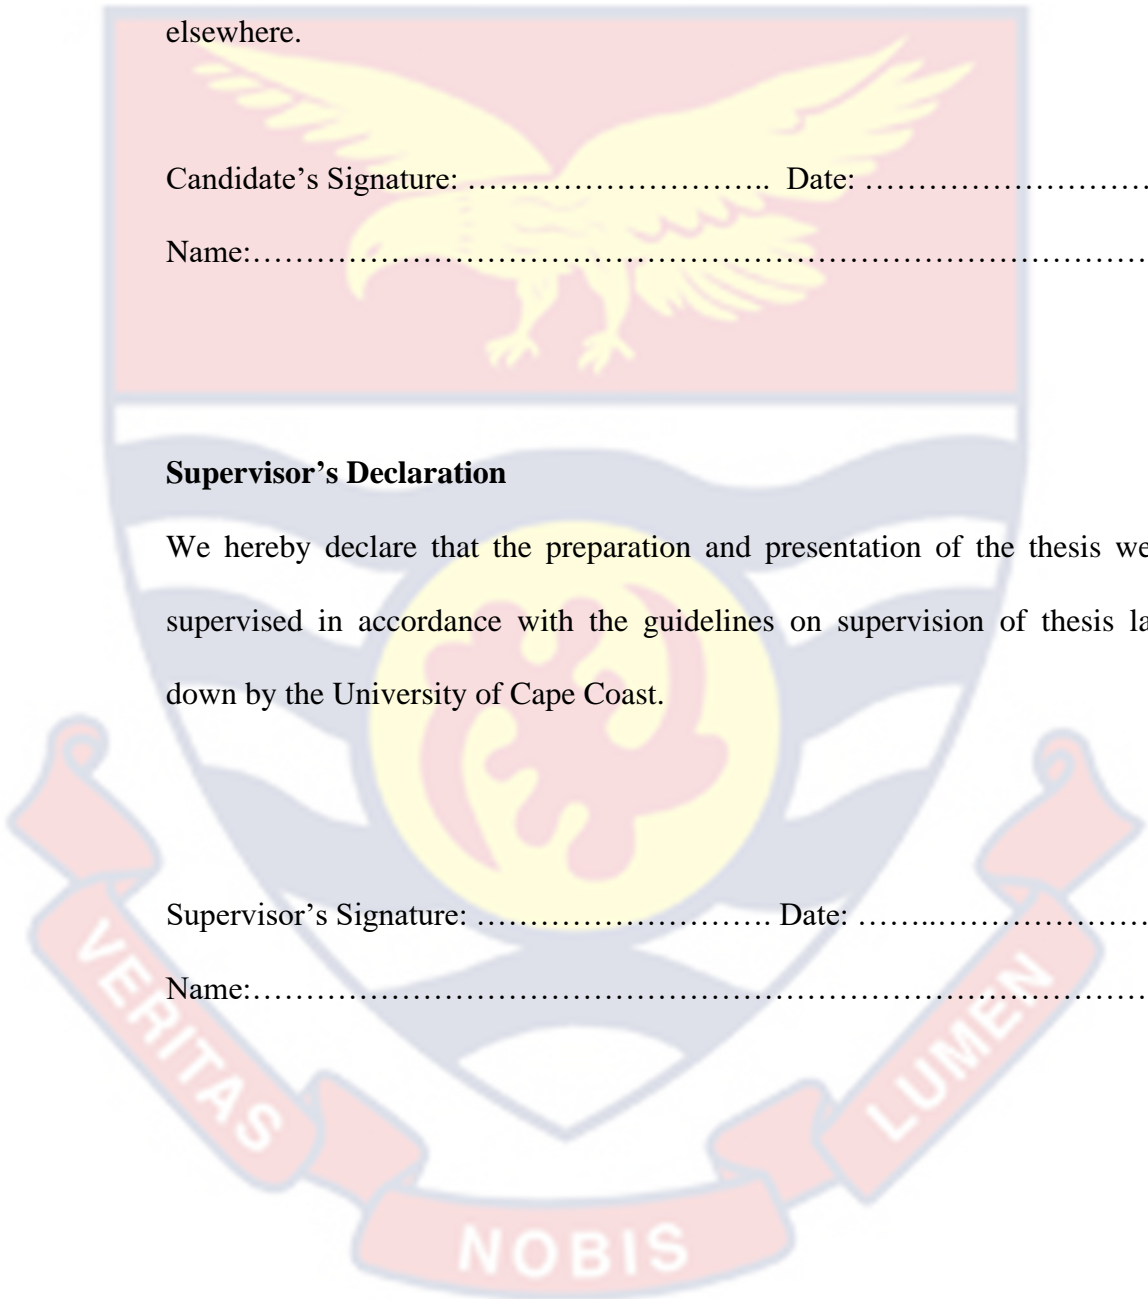 elsewhere.
Candidate’s Signature: ……………………….. Date: ………………………
Name:…………………………………………………………………………
Supervisor’s Declaration
We hereby declare that the preparation and presentation of the thesis we
supervised in accordance with the guidelines on supervision of thesis la
down by the University of Cape Coast.
Supervisor’s Signature: ………………………. Date: ……..…………………
Name:…………………………………………………………………………
VERITAS
NOBIS
LUMEN